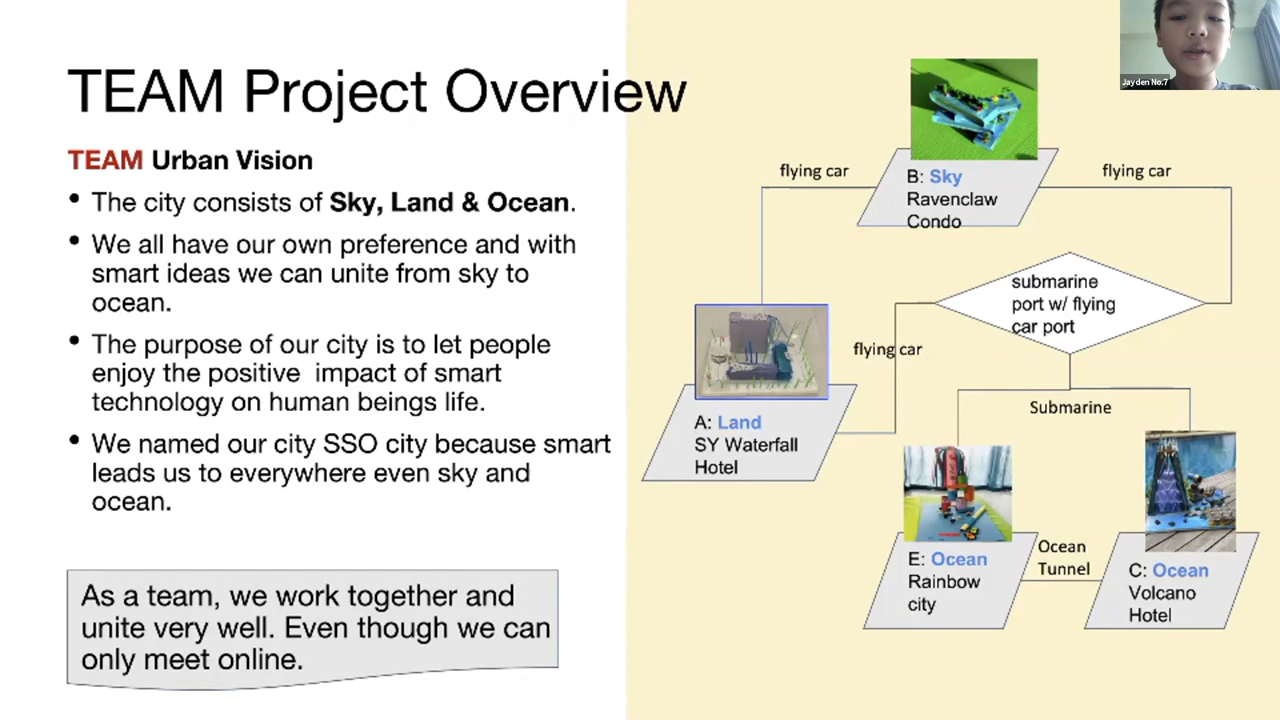 TEAM Project Overview
TEAM Urban Vision
• The city consists of Sky, Land & Ocean.
• We all have our own preference and with
smart ideas we can unite from sky to
ocean.
• The purpose of our city is to let people
enjoy the positive  impact of smart
technology on human beings life.
• We named our city SSO city because smart
leads us to everywhere even sky and
ocean.
As a team, we work together and
unite very well. Even though we can
only meet online.
Jayden No.7
flying car
B: Sky
Ravenclaw
Condo
flying car
submarine
port w/ flying
car port
flying car
A: Land
SY Waterfall
Hotel
Submarine
E: Ocean
Rainbow
city
Ocean
Tunnel
C: Ocean
Volcano
Hotel